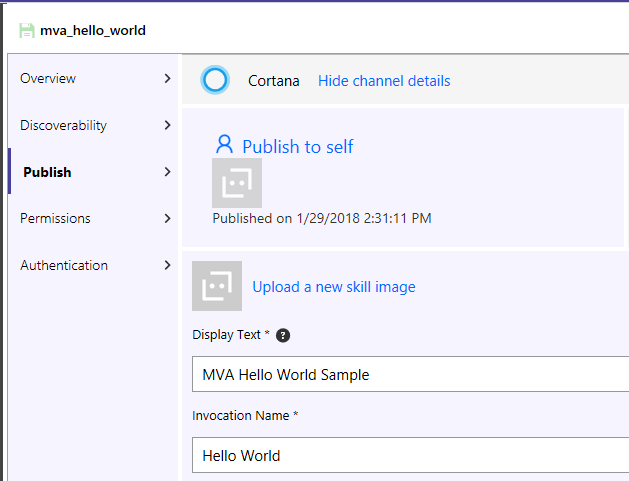 mva_hello_world
Overview
Discoverability
Publish
Permissions
Authentication
Cortana Hide channel details
Publish to self
Published on 1/29/2018 2:31:11 PM
Upload a new skill image
Display Text * ?
MVA Hello World Sample
Invocation Name *
Hello World